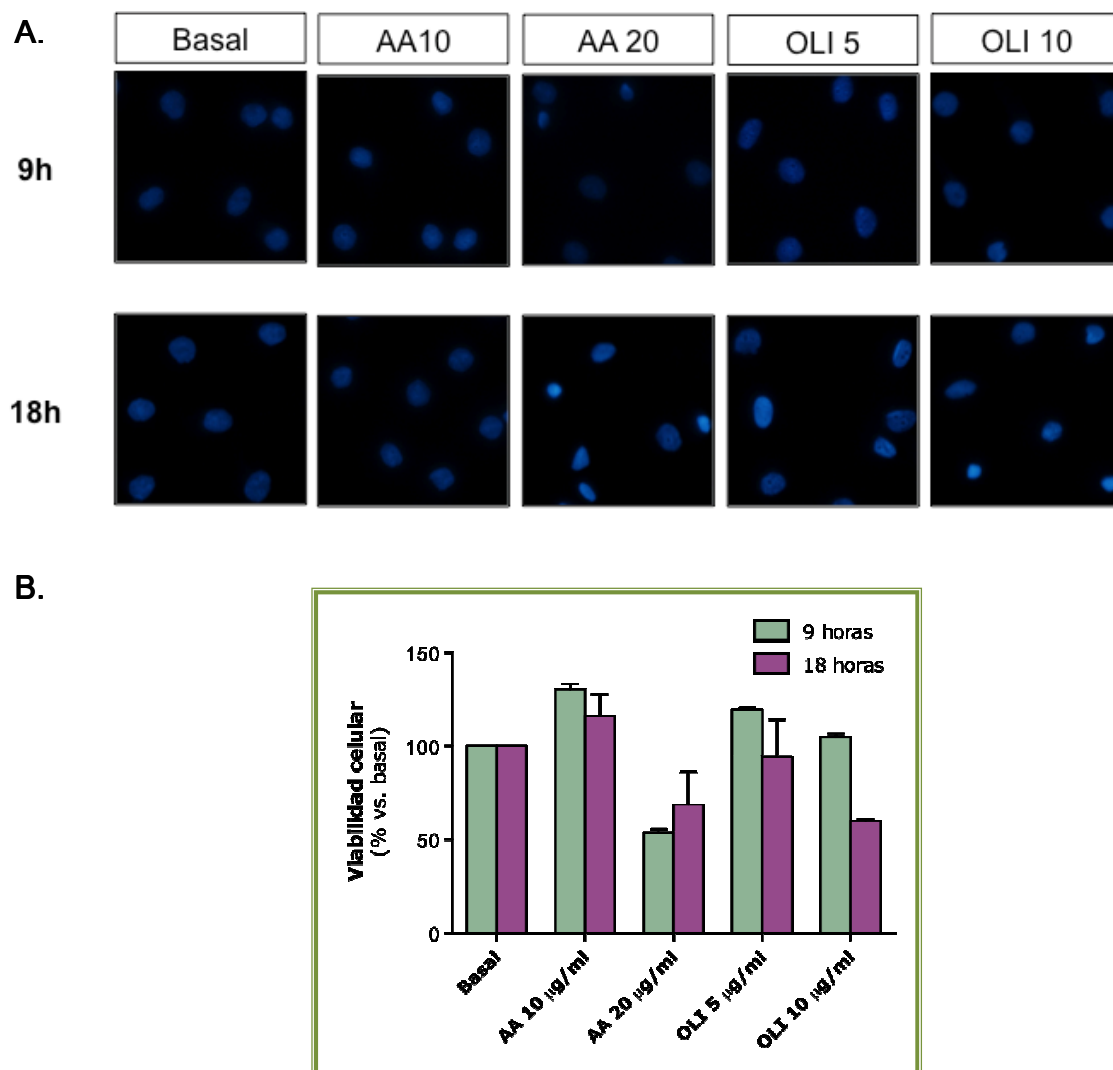 A.
Basal
AA10
AA 20
OLI 5
OLI 10
9h
18h
B.
9 horas
18 horas
Viabilidad celular
(% vs. basal)
150
100
50
0
Basal
AA 10 µg/ml
AA 20 µg/ml
OLI 5 µg/ml
OLI 10 µg/ml